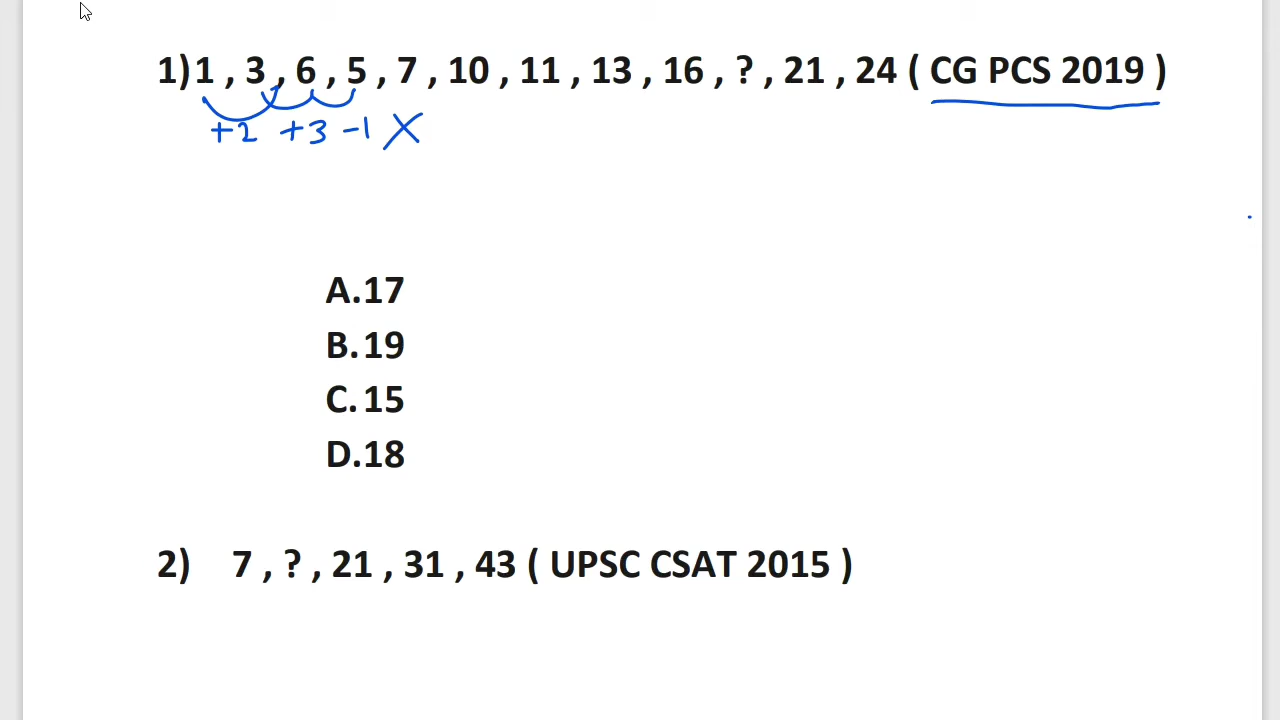 1) 1 , 3 , 6 , 5 , 7 , 10 , 11 , 13 , 16 , ? , 21 , 24 ( CG PCS 2019 )
+2 +3 -1 X
A. 17
B. 19
C. 15
D. 18
2) 7 , ? , 21 , 31 , 43 ( UPSC CSAT 2015 )